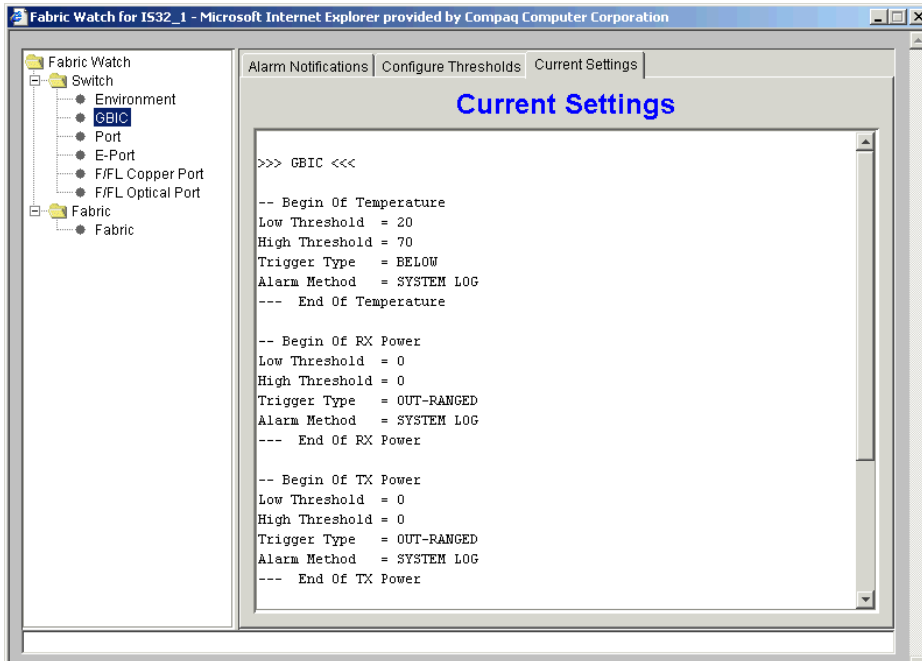 Fabric Watch for IS32_1 - Microsoft Internet Explorer provided by Compaq Computer Corporation
Fabric Watch
Switch
Environment
GBIC
Port
E-Port
F/FL Copper Port
F/FL Optical Port
Fabric
Fabric
Alarm Notifications
Configure Thresholds
Current Settings
Current Settings
>>> GBIC <<<
-- Begin Of Temperature
Low Threshold = 20
High Threshold = 70
Trigger Type = BELOW
Alarm Method = SYSTEM LOG
--- End Of Temperature
-- Begin Of RX Power
Low Threshold = 0
High Threshold = 0
Trigger Type = OUT-RANGED
Alarm Method = SYSTEM LOG
--- End Of RX Power
-- Begin Of TX Power
Low Threshold = 0
High Threshold = 0
Trigger Type = OUT-RANGED
Alarm Method = SYSTEM LOG
--- End Of TX Power